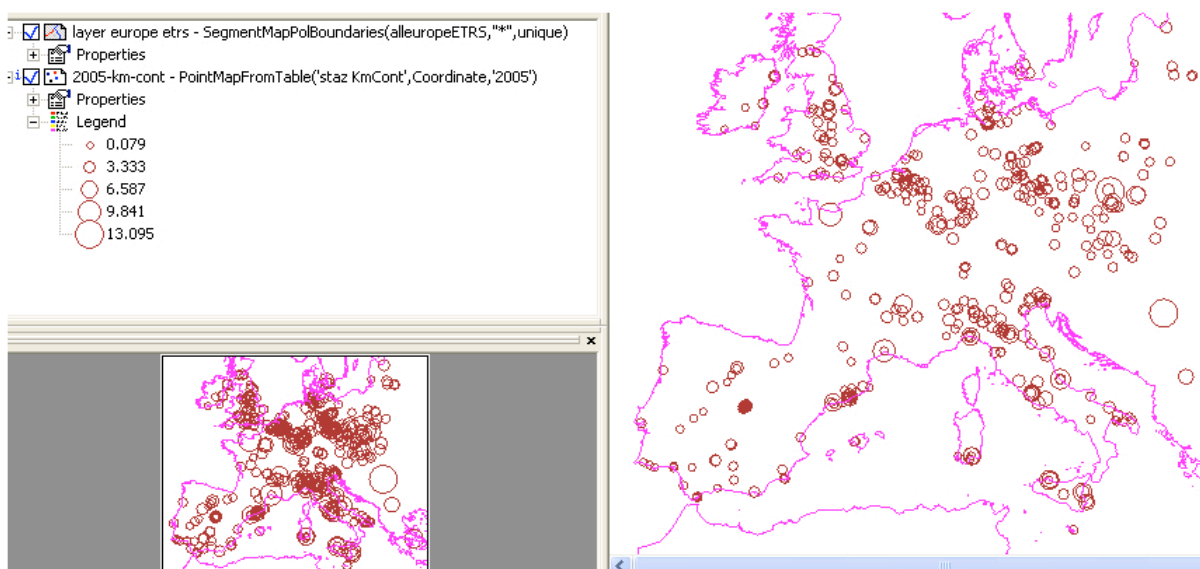 layer europe etrs - SegmentMapPolBoundaries(alleuropeETRS,"*",unique)
Properties
2005-km-cont - PointMapFromTable('staz KmCont',Coordinate,'2005')
Properties
Legend
0.079
3.333
6.587
9.841
13.095